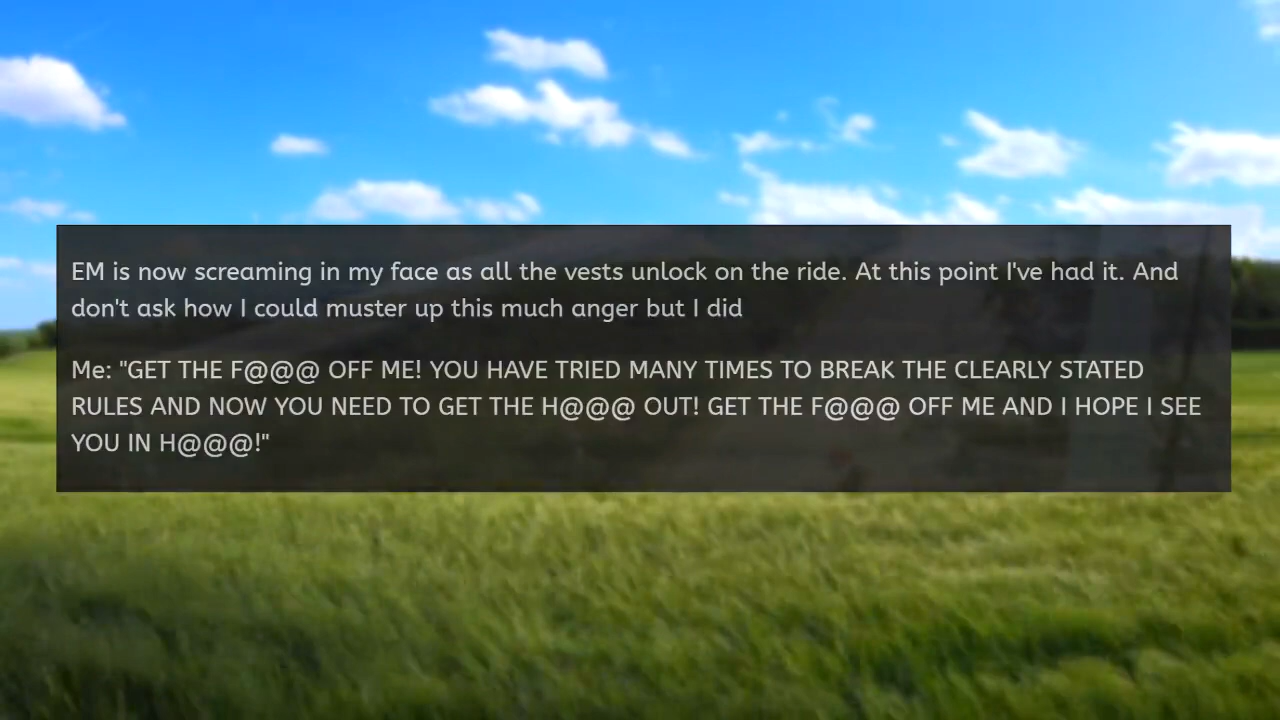 EM is now screaming in my face as all the vests unlock on the ride. At this point I've had it. And
don't ask how I could muster up this much anger but I did
Me: "GET THE F@@@ OFF ME! YOU HAVE TRIED MANY TIMES TO BREAK THE CLEARLY STATED
RULES AND NOW YOU NEED TO GET THE H@@@ OUT! GET THE F@@@ OFF ME AND I HOPE I SEE
YOU IN H@@@!"